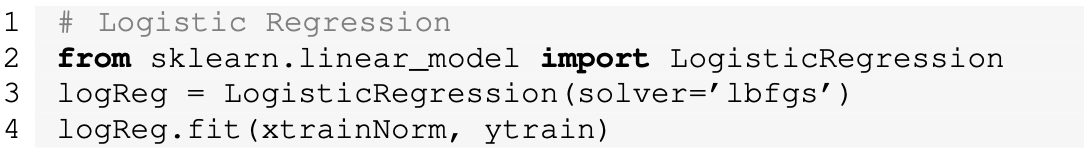 1 # Logistic Regression
2 from sklearn.linear_model import LogisticRegression
3 logReg = LogisticRegression(solver=’lbfgs’)
4 logReg.fit(xtrainNorm, ytrain)